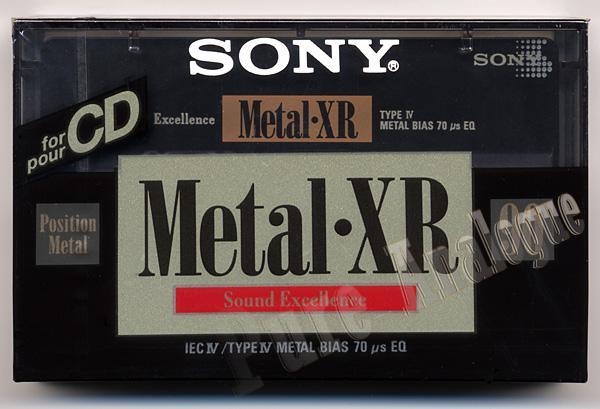 SONY®
SONY
for
pour
CD
Excellence
Metal·XR
TYPE IV
METAL BIAS 70 µs EQ
Position
Metal
Metal·XR
Sound Excellence
IEC IV / TYPE IV METAL BIAS 70 µs EQ
Pure Analogue